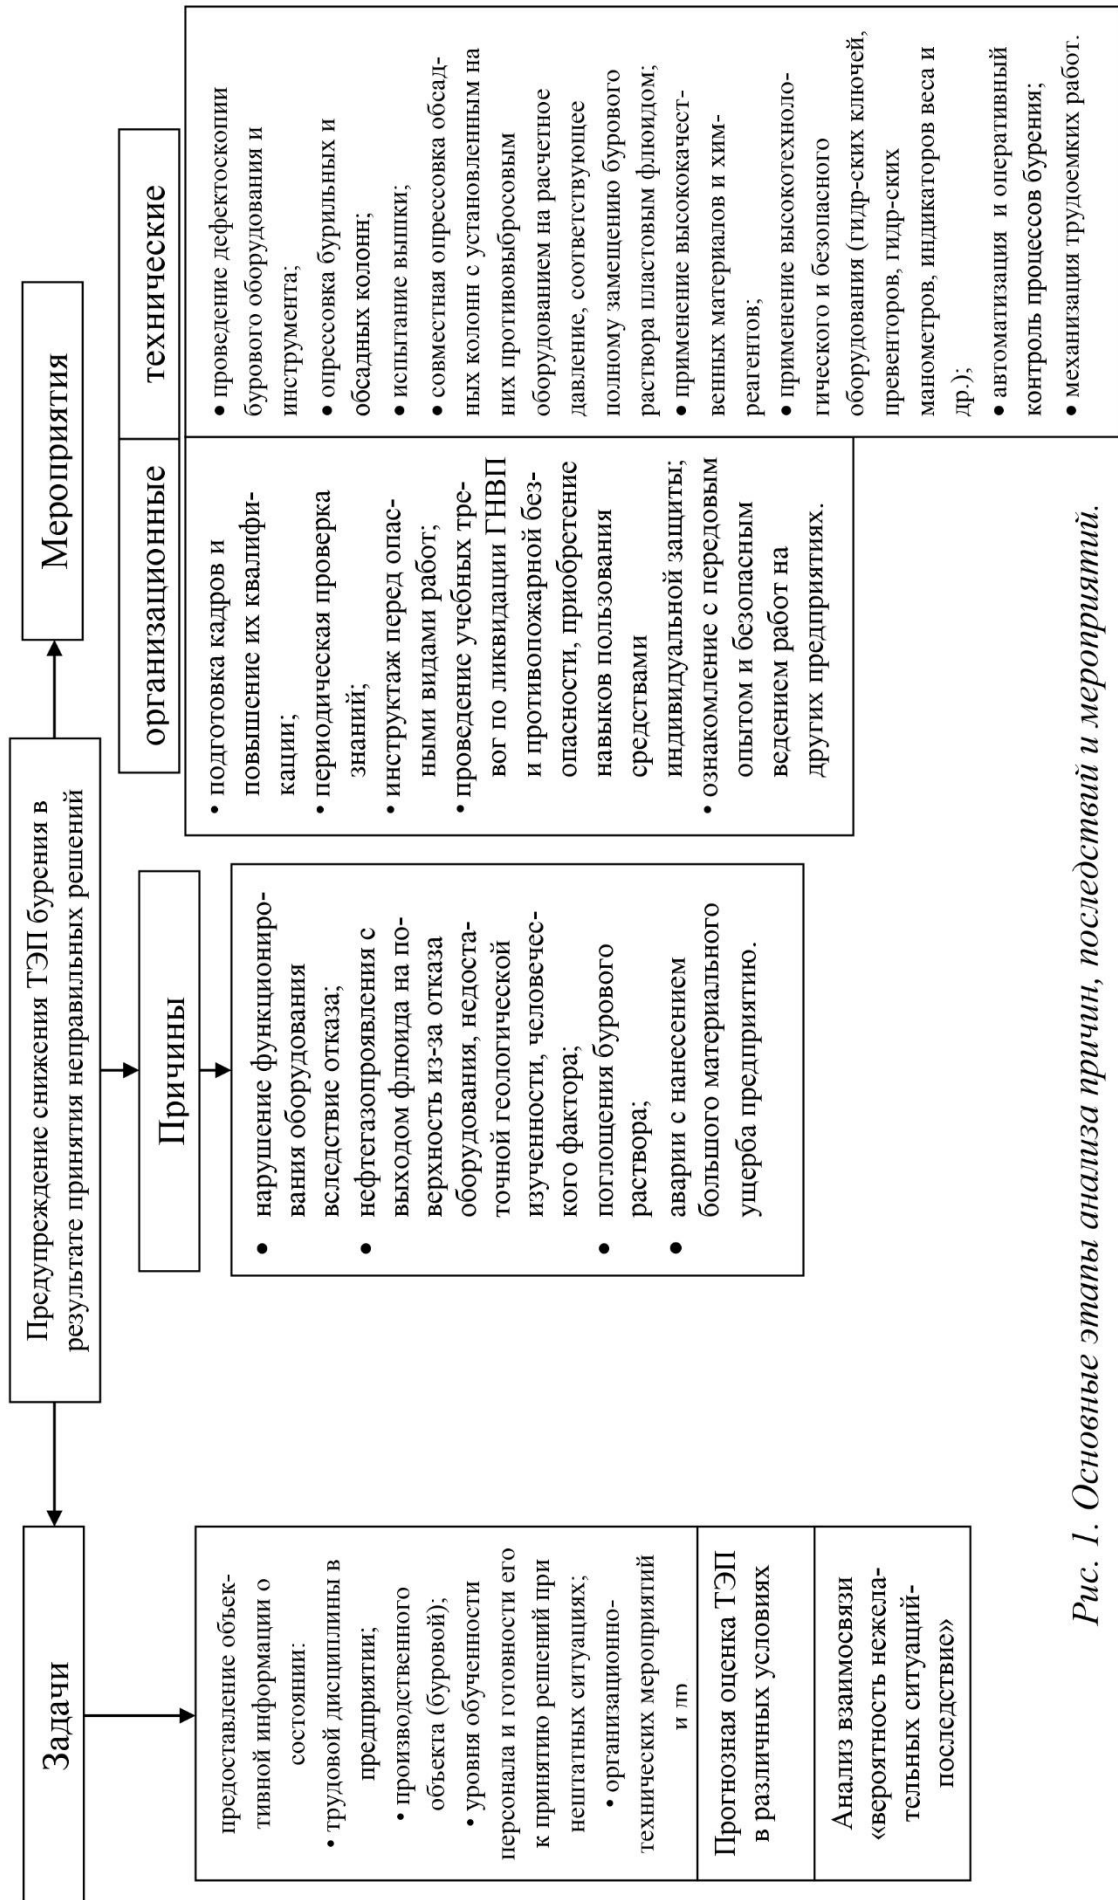 Предупреждение снижения ТЭП бурения в
результате принятия неправильных решений
Задачи
предоставление объек-
тивной информации о
состоянии:
• трудовой дисциплины в
предприятии;
• производственного
объекта (буровой);
• уровня обученности
персонала и готовности его
к принятию решений при
нештатных ситуациях;
• организационно-
технических мероприятий
Прогнозная оценка ТЭП
в различных условиях
Анализ взаимосвязи
«вероятность нежела-
тельных ситуаций-
последствие»
Причины
• нарушение функциониро-
вания оборудования
вследствие отказа;
• нефтегазопроявления с
выходом флюида на по-
верхность из-за отказа
оборудования, недоста-
точной геологической
изученности, человечес-
кого фактора;
• поглощения бурового
раствора;
• аварии с нанесением
большого материального
ущерба предприятию.
Мероприятия
организационные
• подготовка кадров и
повышение их квалифи-
кации;
• периодическая проверка
знаний;
• инструктаж перед опас-
ными видами работ;
• проведение учебных тре-
вог по ликвидации ГНВП
и противопожарной без-
опасности, приобретение
навыков пользования
средствами
индивидуальной защиты;
• ознакомление с передовым
опытом и безопасным
ведением работ на
других предприятиях.
технические
• проведение дефектоскопии
бурового оборудования и
инструмента;
• опрессовка бурильных и
обсадных колонн;
• испытание вышки;
• совместная опрессовка обсад-
ных колонн с установленным на
них противовыбросовым
оборудованием на расчетное
давление, соответствующее
полному замещению бурового
раствора пластовым флюидом;
• применение высококачест-
венных материалов и хим-
реагентов;
• применение высокотехноло-
гического и безопасного
оборудования (гидр-ских ключей,
превенторов, гидр-ских
манометров, индикаторов веса и
др.);
• автоматизация и оперативный
контроль процессов бурения;
• механизация трудоемких работ.
Рис. 1. Основные этапы анализа причин, последствий и мероприятий.